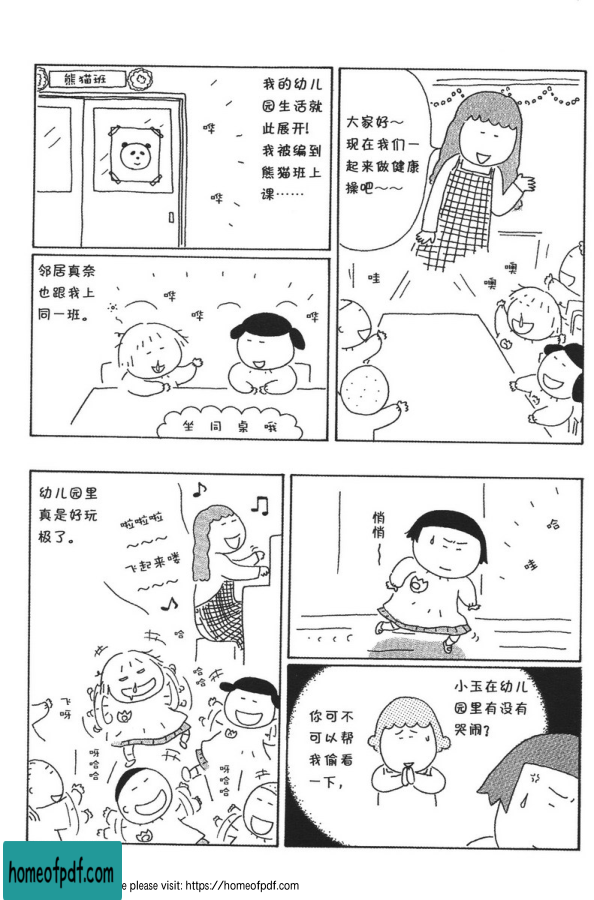 熊猫班
我的幼儿
园生活就
此展开!
我被编到
熊猫班上
课……
哗
哗
邻居真奈
也跟我上
同一班。
哗
哗
哗
坐同桌哦
大家好~
现在我们一
起来做健康
操吧~~
哇
噢
噢
幼儿园里
真是好玩
极了。
啦啦啦
~~~
飞起来喽
~~~~
哈
哈哈
哈
飞呀
呀哈哈
呀哈哈
悄悄~
哈
哇
你可不
可以帮
我偷看
一下,
小玉在幼儿
园里有没有
哭闹?
homeofpdf.com
e please visit: https://homeofpdf.com